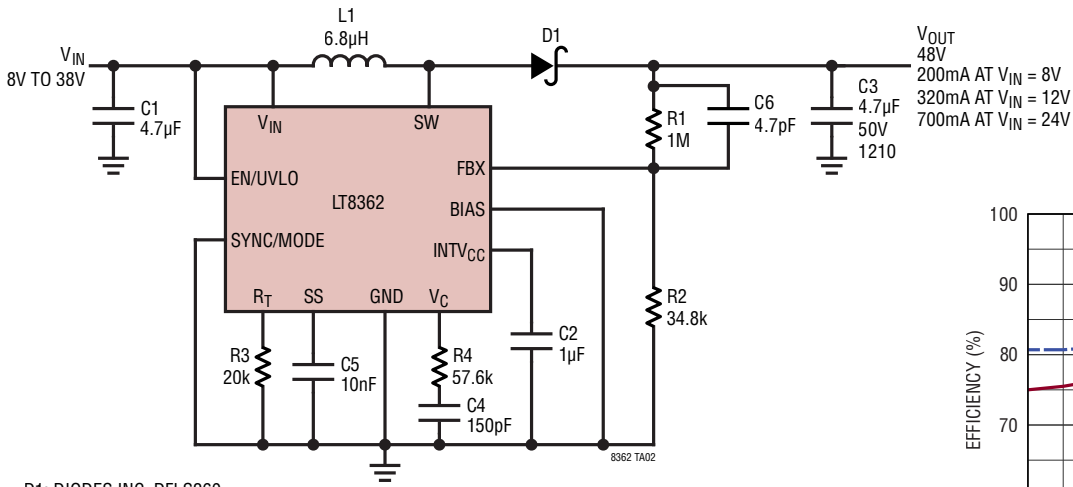 L1
6.8µH
D1
VIN
8V TO 38V
C1
4.7µF
VIN
SW
EN/UVLO
LT8362
FBX
BIAS
SYNC/MODE
INTVCC
RT
SS
GND
VC
R1
1M
C6
4.7pF
C3
4.7µF
50V
1210
VOUT
48V
200mA AT VIN = 8V
320mA AT VIN = 12V
700mA AT VIN = 24V
R2
34.8k
R3
20k
C5
10nF
R4
57.6k
C4
150pF
C2
1µF
8362 TA02
100
90
80
70
EFFICIENCY (%)